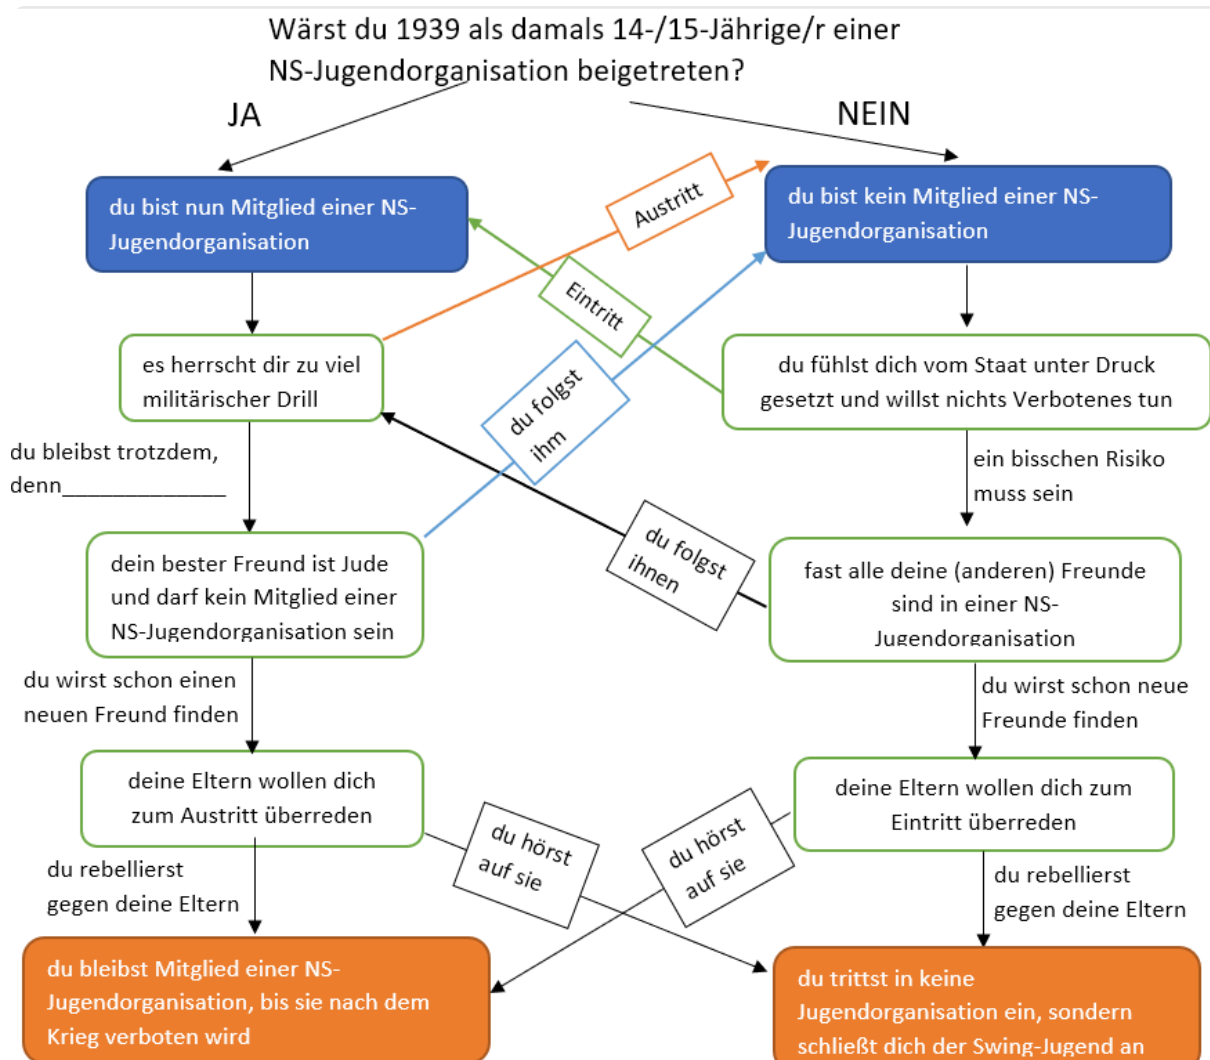 Wärst du 1939 als damals 14-/15-Jährige/r einer
NS-Jugendorganisation beigetreten?
JA
NEIN
du bist nun Mitglied einer NS-
Jugendorganisation
Austritt
du bist kein Mitglied einer NS-
Jugendorganisation
Eintritt
es herrscht dir zu viel
militärischer Drill
du fühlst dich vom Staat unter Druck
gesetzt und willst nichts Verbotenes tun
du folgst
ihm
du bleibst trotzdem,
denn_____________
ein bisschen Risiko
muss sein
dein bester Freund ist Jude
und darf kein Mitglied einer
NS-Jugendorganisation sein
du folgst
ihnen
fast alle deine (anderen) Freunde
sind in einer NS-
Jugendorganisation
du wirst schon einen
neuen Freund finden
du wirst schon neue
Freunde finden
deine Eltern wollen dich
zum Austritt überreden
du hörst
auf sie
du hörst
auf sie
deine Eltern wollen dich zum
Eintritt überreden
du rebellierst
gegen deine Eltern
du rebellierst
gegen deine Eltern
du bleibst Mitglied einer NS-
Jugendorganisation, bis sie nach dem
Krieg verboten wird
du trittst in keine
Jugendorganisation ein, sondern
schließt dich der Swing-Jugend an